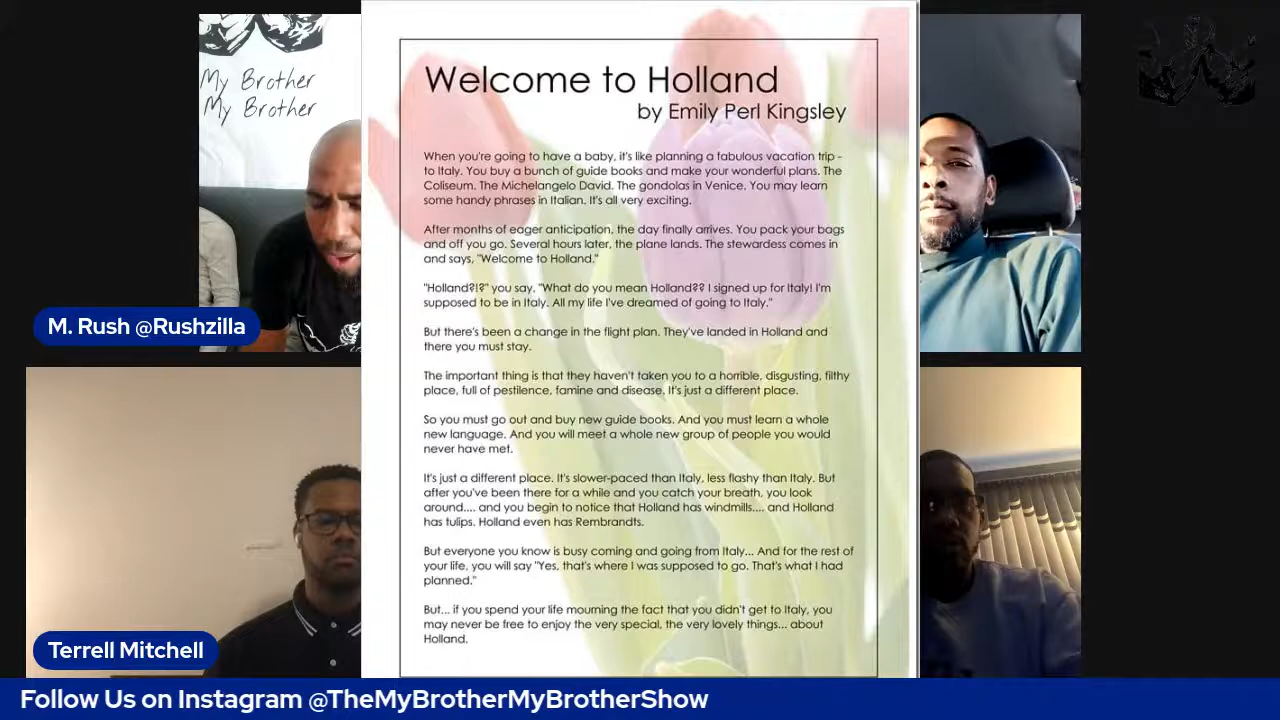 My Brother
My Brother
Welcome to Holland
by Emily Perl Kingsley
When you're going to have a baby, it's like planning a fabulous vacation trip -
to Italy. You buy a bunch of guide books and make your wonderful plans. The
Coliseum. The Michelangelo David. The gondolas in Venice. You may learn
some handy phrases in Italian. It's all very exciting.
After months of eager anticipation, the day finally arrives. You pack your bags
and off you go. Several hours later, the plane lands. The stewardess comes in
and says, "Welcome to Holland."
"Holland?!?" you say. "What do you mean Holland?? I signed up for Italy! I'm
supposed to be in Italy. All my life I've dreamed of going to Italy."
But there's been a change in the flight plan. They've landed in Holland and
there you must stay.
The important thing is that they haven't taken you to a horrible, disgusting, filthy
place, full of pestilence, famine and disease. It's just a different place.
So you must go out and buy new guide books. And you must learn a whole
new language. And you will meet a whole new group of people you would
never have met.
It's just a different place. It's slower-paced than Italy, less flashy than Italy. But
after you've been there for a while and you catch your breath, you look
around.... and you begin to notice that Holland has windmills.... and Holland
has tulips. Holland even has Rembrandts.
But everyone you know is busy coming and going from Italy... And for the rest of
your life, you will say "Yes, that's where I was supposed to go. That's what I had
planned."
But... if you spend your life mourning the fact that you didn't get to Italy, you
may never be free to enjoy the very special, the very lovely things... about
Holland.
M. Rush @Rushzilla
Terrell Mitchell
Follow Us on Instagram @TheMyBrotherMyBrotherShow